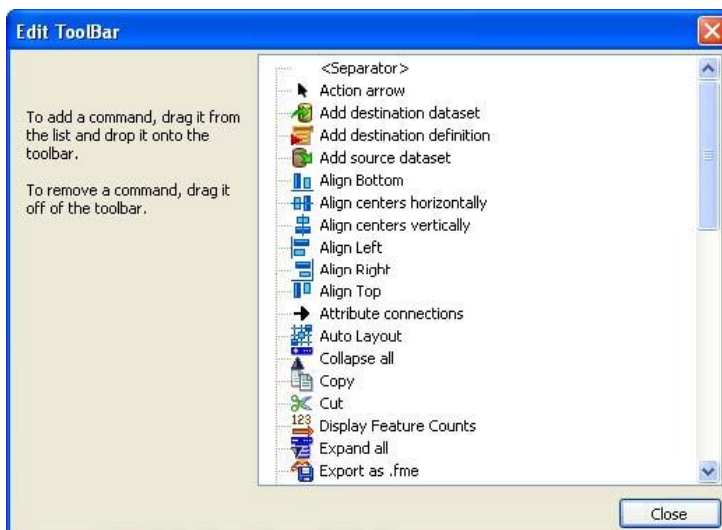 Edit ToolBar
To add a command, drag it from
the list and drop it onto the
toolbar.
To remove a command, drag it
off of the toolbar.
<Separator>
Action arrow
Add destination dataset
Add destination definition
Add source dataset
Align Bottom
Align centers horizontally
Align centers vertically
Align Left
Align Right
Align Top
Attribute connections
Auto Layout
Collapse all
Copy
Cut
123
Display Feature Counts
Expand all
Export as .fme
Close